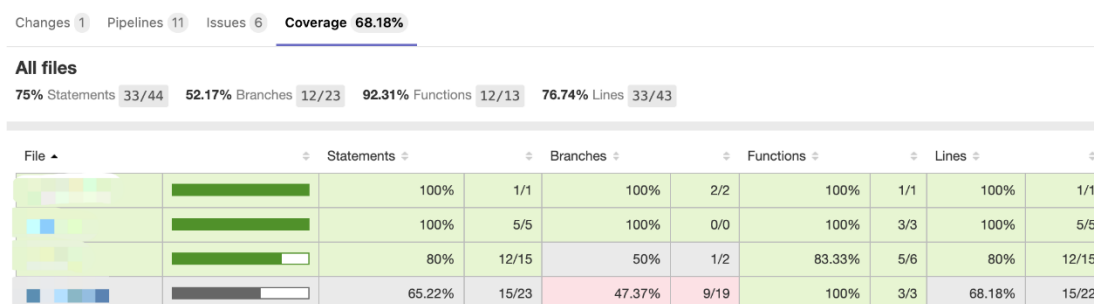 Changes 1 Pipelines 11 Issues 6 Coverage 68.18%
All files
75% Statements 33/44 52.17% Branches 12/23 92.31% Functions 12/13 76.74% Lines 33/43
File Statements Branches Functions Lines
100% 1/1 100% 2/2 100% 1/1 100% 1/1
100% 5/5 100% 0/0 100% 3/3 100% 5/5
80% 12/15 50% 1/2 83.33% 5/6 80% 12/15
65.22% 15/23 47.37% 9/19 100% 3/3 68.18% 15/22